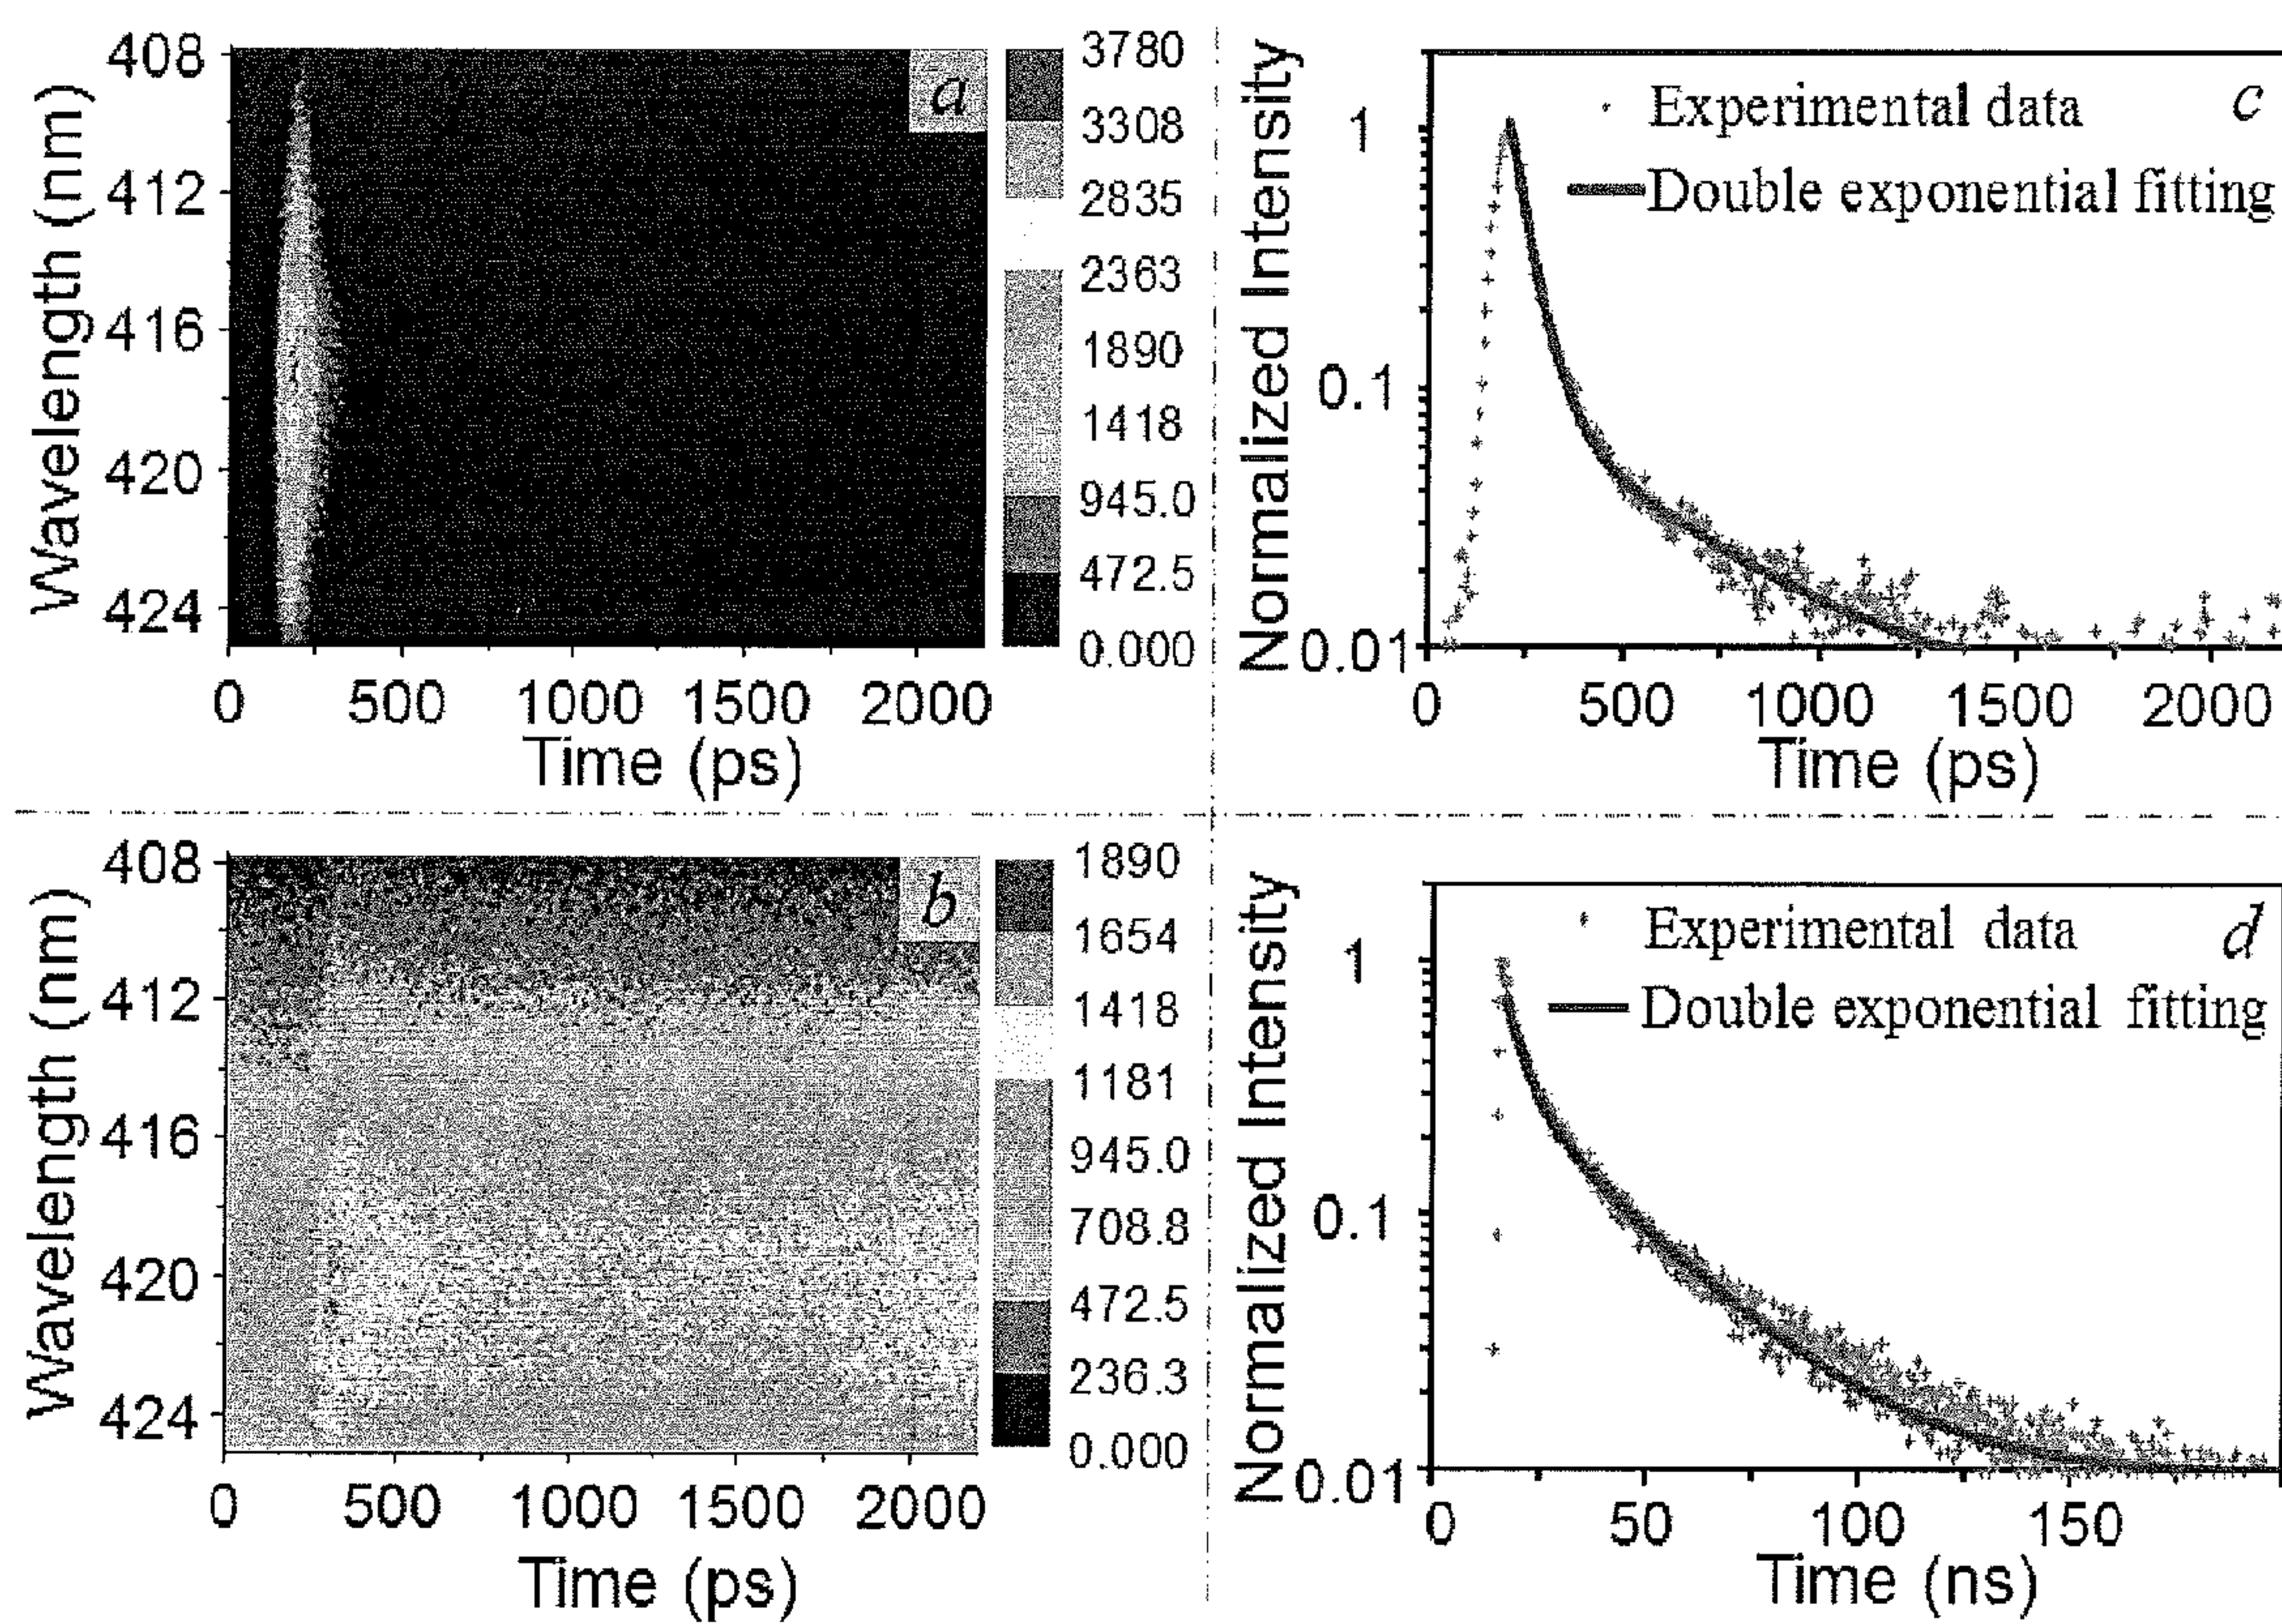 a
Wavelength (nm)
408
412
416
420
424
0 500 1000 1500 2000
Time (ps)
3780
3308
2835
2363
1890
1418
945.0
472.5
0.000
c
Experimental data
Double exponential fitting
Normalized Intensity
1
0.1
0.01
0 500 1000 1500 2000
Time (ps)
b
Wavelength (nm)
408
412
416
420
424
0 500 1000 1500 2000
Time (ps)
1890
1654
1418
1181
945.0
708.8
472.5
236.3
0.000
d
Experimental data
Double exponential fitting
Normalized Intensity
1
0.1
0.01
0 50 100 150
Time (ns)